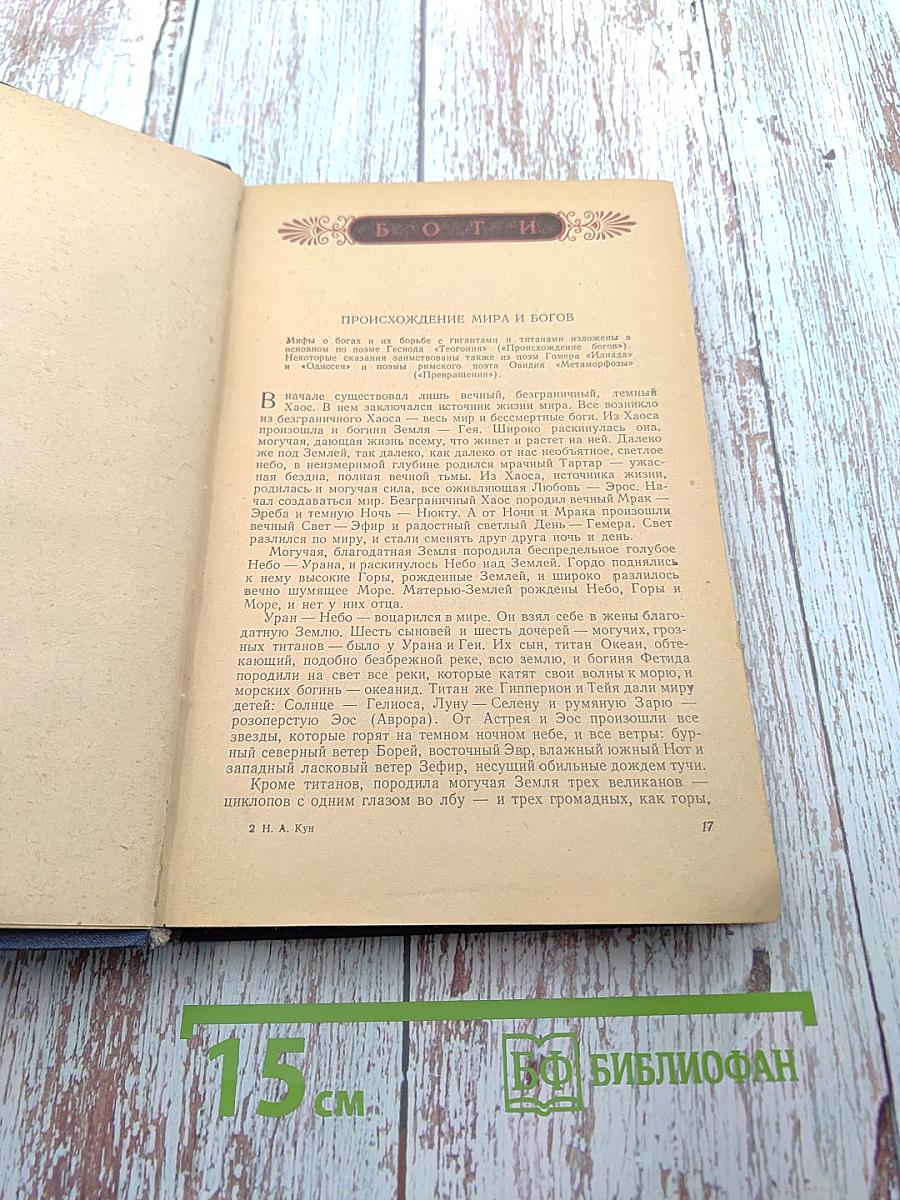 БОГИ
ПРОИСХОЖДЕНИЕ МИРА И БОГОВ
Мифы о богах и их борьбе с гигантами и титанами изложены в
основном по поэме Гесиода «Теогония» («Происхождение богов»).
Некоторые сказания заимствованы также из поэм Гомера «Илиада»
и «Одиссея» и поэмы римского поэта Овидия «Метаморфозы»
(«Превращения»).
В начале существовал лишь вечный, безграничный, темный
Хаос. В нем заключался источник жизни мира. Все возникло
из безграничного Хаоса — весь мир и бессмертные боги. Из Хаоса
произошла и богиня Земля — Гея. Широко раскинулась она,
могучая, дающая жизнь всему, что живет и растет на ней. Далеко
же под Землей, так далеко, как далеко от нас необъятное, светлое
небо, в неизмеримой глубине родился мрачный Тартар — ужас-
ная бездна, полная вечной тьмы. Из Хаоса, источника жизни,
родилась и могучая сила, все оживляющая Любовь — Эрос. На-
чал создаваться мир. Безграничный Хаос породил вечный Мрак —
Эреба и темную Ночь — Нюкту. А от Ночи и Мрака произошли
вечный Свет — Эфир и радостный светлый День — Гемера. Свет
разлился по миру, и стали сменять друг друга ночь и день.
Могучая, благодатная Земля породила беспредельное голубое
Небо — Урана, и раскинулось Небо над Землей. Гордо поднялись
к нему высокие Горы, рожденные Землей, и широко разлилось
вечно шумящее Море. Матерью-Землей рождены Небо, Горы и
Море, и нет у них отца.
Уран — Небо — воцарился в мире. Он взял себе в жены благо-
датную Землю. Шесть сыновей и шесть дочерей — могучих, гроз-
ных титанов — было у Урана и Геи. Их сын, титан Океан, обте-
кающий, подобно безбрежной реке, всю землю, и богиня Фетида
породили на свет все реки, которые катят свои волны к морю, и
морских богинь — океанид. Титан же Гипперион и Тейя дали миру
детей: Солнце — Гелиоса, Луну — Селену и румяную Зарю —
розоперстую Эос (Аврора). От Астрея и Эос произошли все
звезды, которые горят на темном ночном небе, и все ветры: бур-
ный северный ветер Борей, восточный Эвр, влажный южный Нот и
западный ласковый ветер Зефир, несущий обильные дождем тучи.
Кроме титанов, породила могучая Земля трех великанов —
циклопов с одним глазом во лбу — и трех громадных, как горы,
2 Н. А. Кун 17
15 см
БФ БИБЛИОФАН